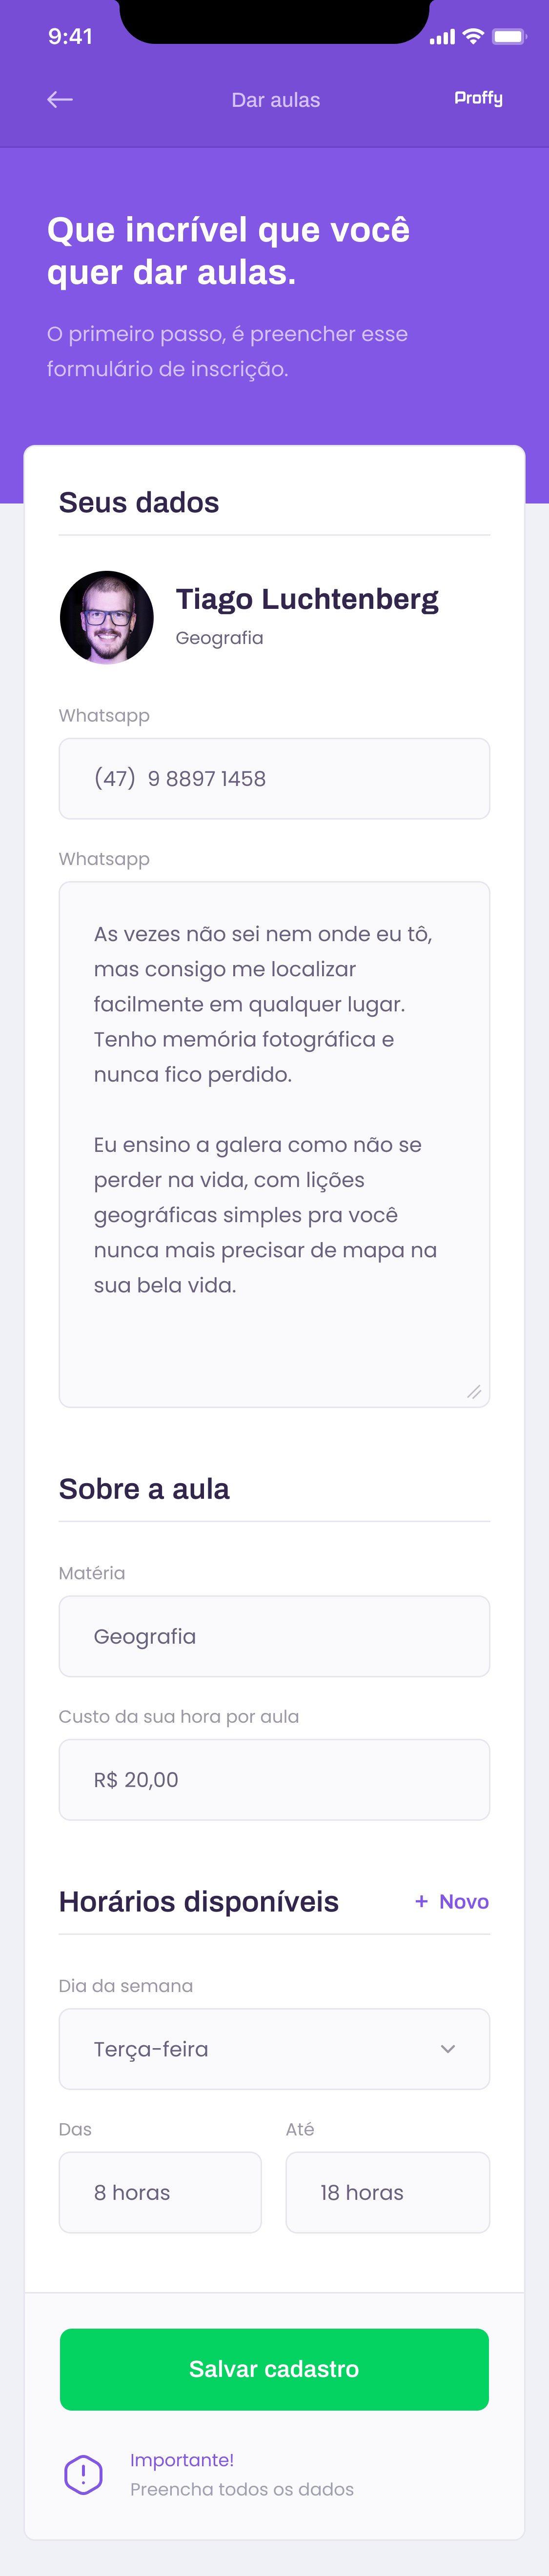 9:41
Dar aulas
Proffy
Que incrível que você
quer dar aulas.
O primeiro passo, é preencher esse
formulário de inscrição.
Seus dados
Tiago Luchtenberg
Geografia
Whatsapp
(47)  9 8897 1458
Whatsapp
As vezes não sei nem onde eu tô,
mas consigo me localizar
facilmente em qualquer lugar.
Tenho memória fotográfica e
nunca fico perdido.
Eu ensino a galera como não se
perder na vida, com lições
geográficas simples pra você
nunca mais precisar de mapa na
sua bela vida.
Sobre a aula
Matéria
Geografia
Custo da sua hora por aula
R$ 20,00
Horários disponíveis + Novo
Dia da semana
Terça-feira
Das Até
8 horas 18 horas
Salvar cadastro
Importante!
Preencha todos os dados